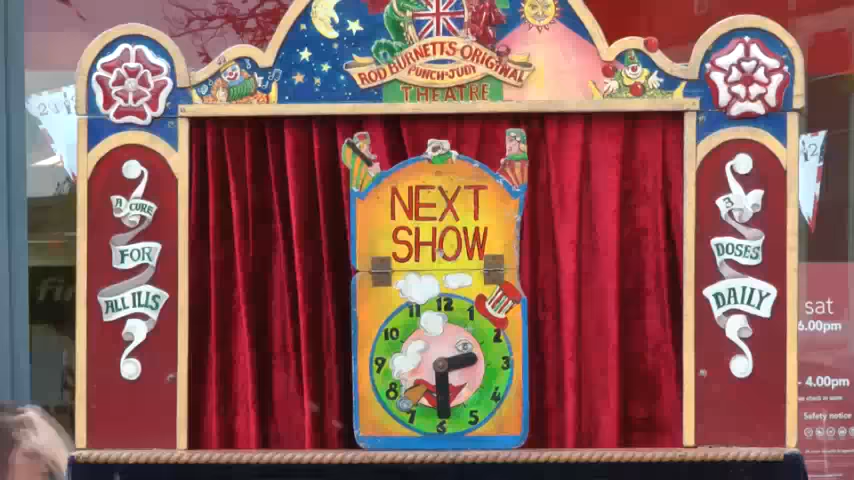 ROD BURNETTS ORIGINAL
PUNCH & JUDY
THEATRE
A CURE
FOR
ALL ILLS
NEXT
SHOW
3
DOSES
DAILY
12
1
2
3
4
5
6
7
8
9
10
11
sat
6.00pm
- 4.00pm
Safety notice